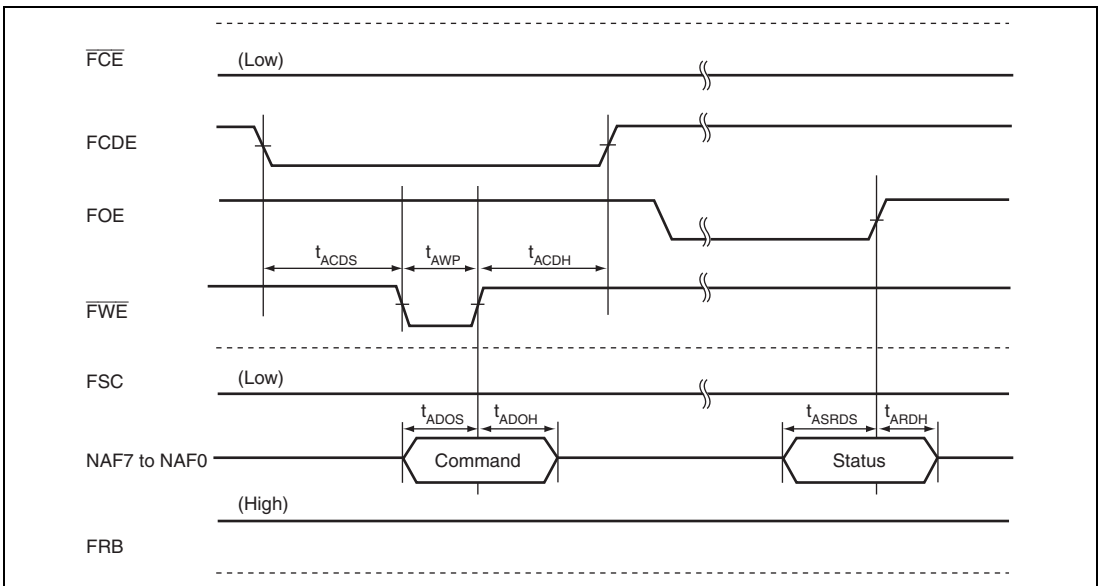 FCE (Low)
FCDE
FOE
tACDS tAWP tACDH
FWE
FSC (Low)
tADOS tADOH tASRDS tARDH
NAF7 to NAF0 Command Status
(High)
FRB